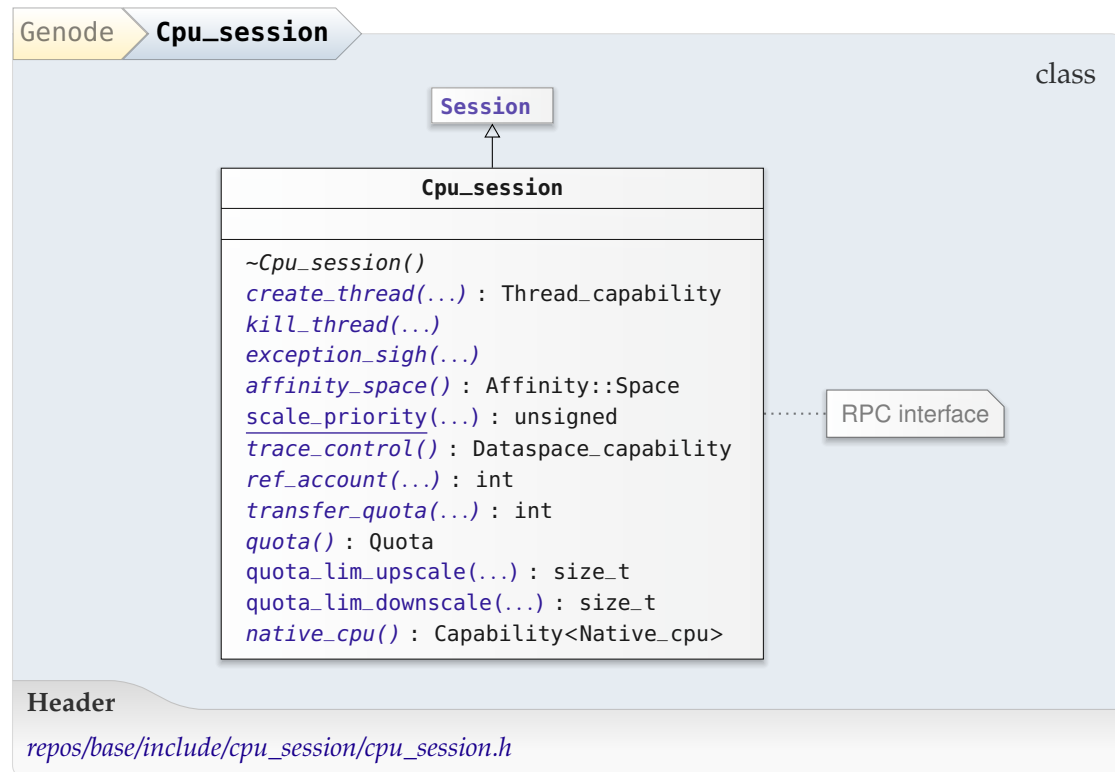 Genode Cpu_session
class
Session
Cpu_session
~Cpu_session()
create_thread(...) : Thread_capability
kill_thread(...)
exception_sigh(...)
affinity_space() : Affinity::Space
scale_priority(...) : unsigned
RPC interface
trace_control() : Dataspace_capability
ref_account(...) : int
transfer_quota(...) : int
quota() : Quota
quota_lim_upscale(...) : size_t
quota_lim_downscale(...) : size_t
native_cpu() : Capability<Native_cpu>
Header
repos/base/include/cpu_session/cpu_session.h